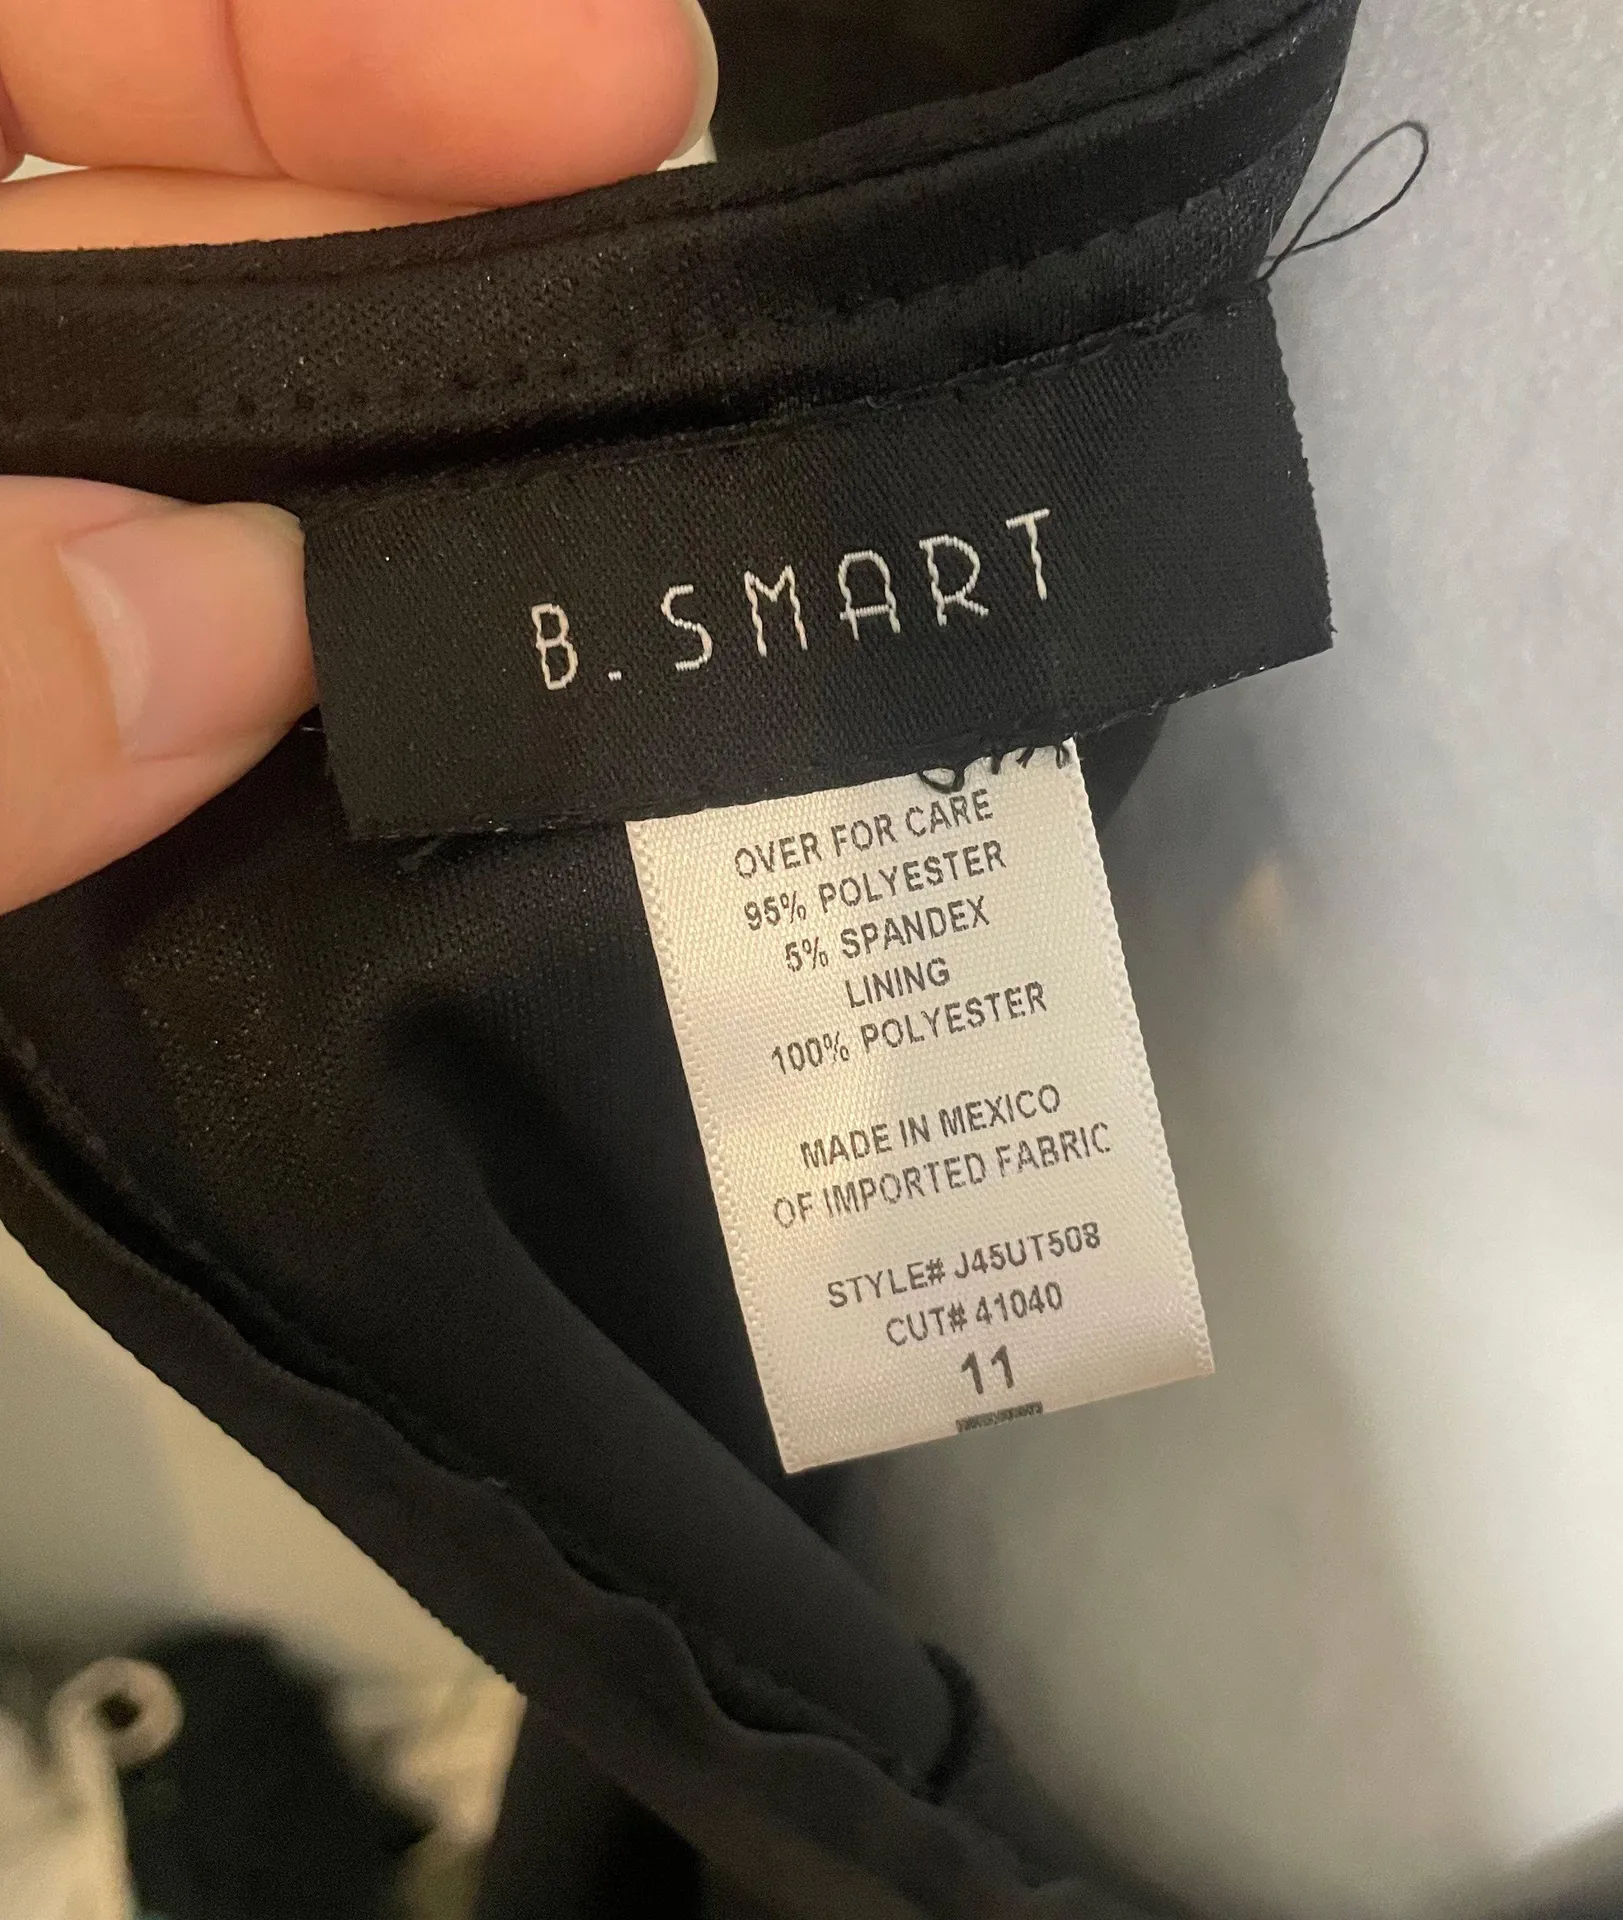 B. SMART
OVER FOR CARE
95% POLYESTER
5% SPANDEX
LINING
100% POLYESTER
MADE IN MEXICO
OF IMPORTED FABRIC
STYLE# J45UT508
CUT# 41040
11